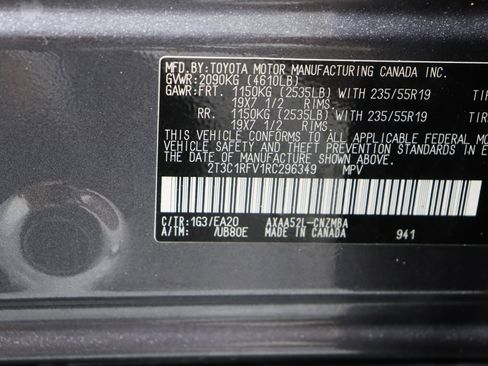 MFD. BY: TOYOTA MOTOR MANUFACTURING CANADA INC.
GVWR: 2090KG (4610LB)
GAWR: FRT. 1150KG (2535LB) WITH 235/55R19 TIR
19X7 1/2 RIMS.
RR. 1150KG (2535LB) WITH 235/55R19 TIR
19X7 1/2 RIMS.
THIS VEHICLE CONFORMS TO ALL APPLICABLE FEDERAL MO
VEHICLE SAFETY AND THEFT PREVENTION STANDARDS IN E
DATE OF MANUFACTURE SHOWN ABOVE.
2T3C1RFV1RC296349 MPV
C/TR: 1G3/EA20 AXAA52L-CNZMBA
A/TM: /UB80E MADE IN CANADA 941